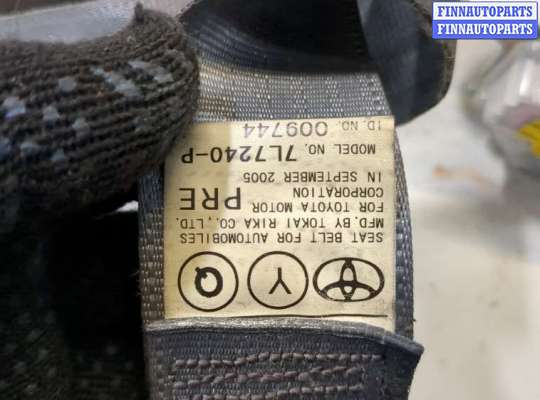 FINNAUTOPARTS
FINNAUTOPARTS
Q Y
SEAT BELT FOR AUTOMOBILES
MFD. BY TOKAI RIKA CO., LTD.
FOR TOYOTA MOTOR
CORPORATION PRE
IN SEPTEMBER 2005
MODEL NO. 7L7240-P
ID. NO. 009744